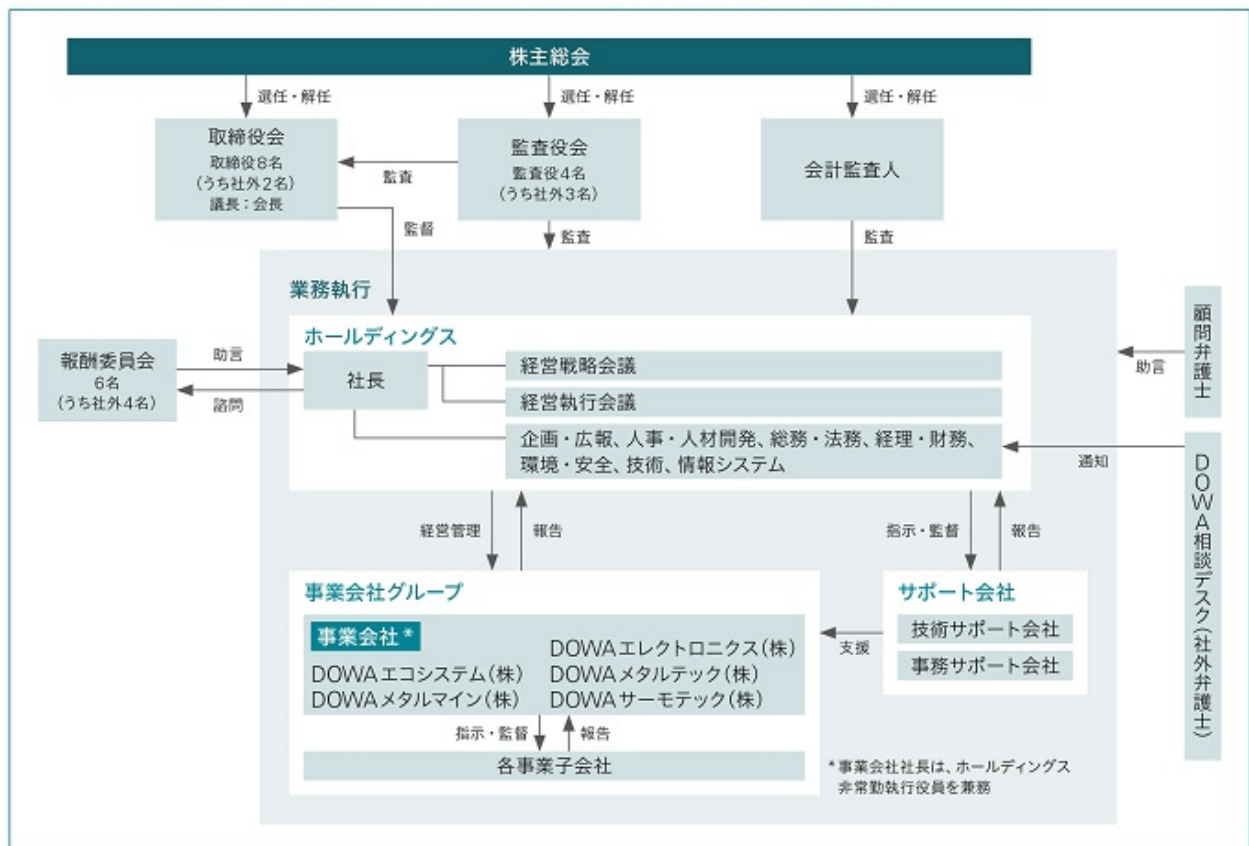 株主総会
選任・解任
選任・解任
選任・解任
取締役会
取締役8名
(うち社外2名)
議長:会長
監査
監査役会
監査役4名
(うち社外3名)
会計監査人
監督
監査
監査
業務執行
ホールディングス
報酬委員会
6名
(うち社外4名)
助言
諮問
社長
経営戦略会議
経営執行会議
企画・広報、人事・人材開発、総務・法務、経理・財務、
環境・安全、技術、情報システム
顧問弁護士
助言
DOWA相談デスク(社外弁護士)
通知
経営管理
報告
指示・監督
報告
事業会社グループ
事業会社*
DOWAエコシステム(株)
DOWAメタルマイン(株)
DOWAエレクトロニクス(株)
DOWAメタルテック(株)
DOWAサーモテック(株)
指示・監督
報告
各事業子会社
支援
サポート会社
技術サポート会社
事務サポート会社
*事業会社社長は、ホールディングス
非常勤執行役員を兼務